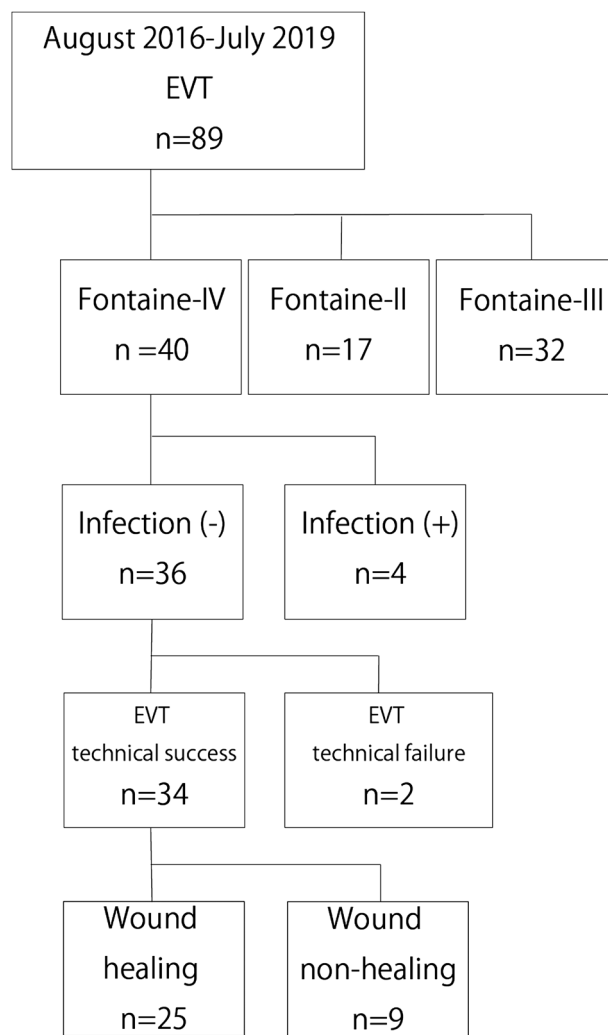 August 2016-July 2019
EVT
n=89
Fontaine-IV
n =40
Fontaine-II
n=17
Fontaine-III
n=32
Infection (-)
n=36
Infection (+)
n=4
EVT
technical success
n=34
EVT
technical failure
n=2
Wound
healing
n=25
Wound
non-healing
n=9